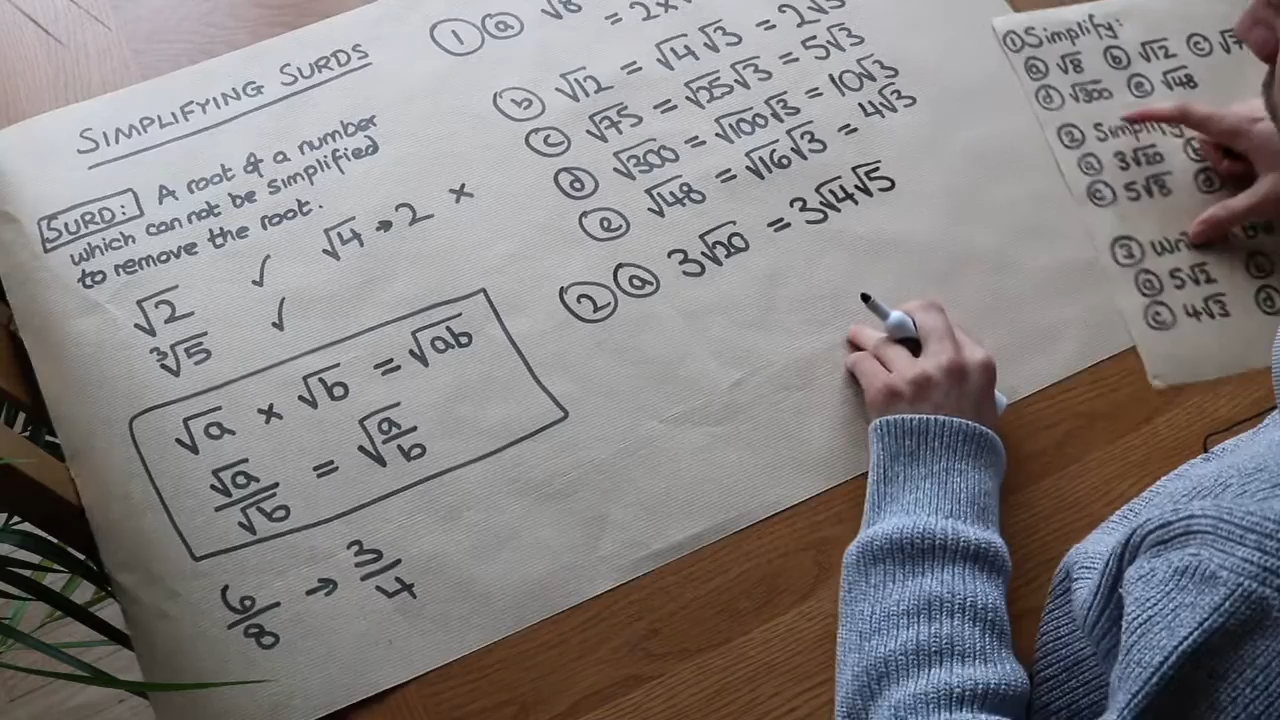 SIMPLIFYING SURDS
SURD: A root of a number
which cannot be simplified
to remove the root.
√2 ✓ √4 → 2 ×
∛5 ✓
√a × √b = √ab
√a/√b = √(a/b)
6/8 → 3/4
① ⓐ √8
= 2×
ⓑ √12 = √4 √3 = 2√3
ⓒ √75 = √25√3 = 5√3
ⓓ √300 = √100√3 = 10√3
ⓔ √48 = √16√3 = 4√3
② ⓐ 3√20 = 3√4√5
① Simplify:
ⓐ √8 ⓑ √12 ⓒ
ⓓ √300 ⓔ √48
② Simplify
ⓐ 3√20
ⓒ 5√8 ⓓ
③
ⓐ 5√2 ⓑ
ⓒ 4√3 ⓓ